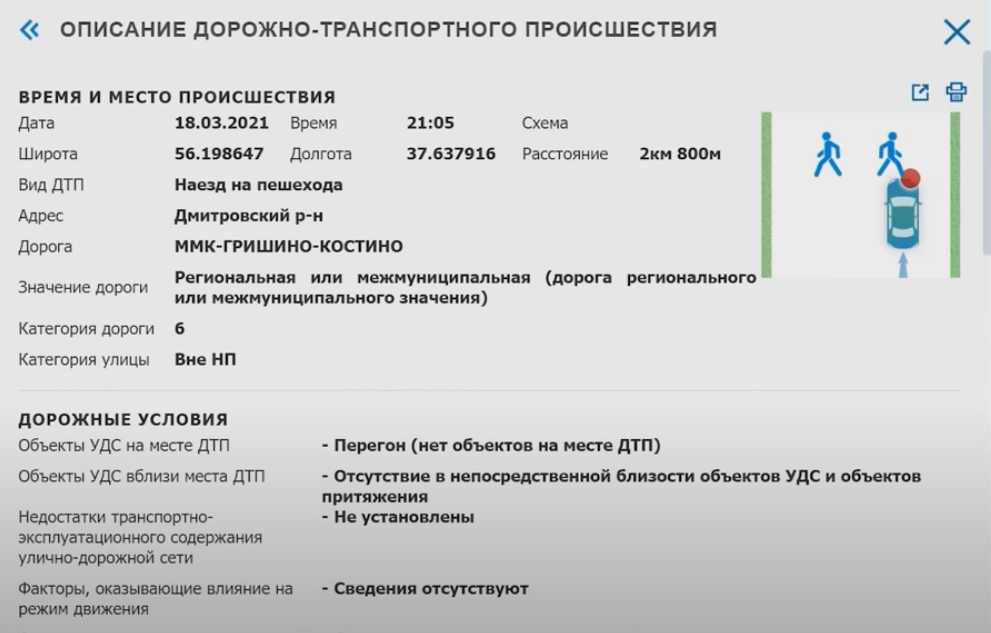 ОПИСАНИЕ ДОРОЖНО-ТРАНСПОРТНОГО ПРОИСШЕСТВИЯ
ВРЕМЯ И МЕСТО ПРОИСШЕСТВИЯ
Дата 18.03.2021 Время 21:05 Схема
Широта 56.198647 Долгота 37.637916 Расстояние 2км 800м
Вид ДТП Наезд на пешехода
Адрес Дмитровский р-н
Дорога ММК-ГРИШИНО-КОСТИНО
Значение дороги Региональная или межмуниципальная (дорога регионального
или межмуниципального значения)
Категория дороги 6
Категория улицы Вне НП
ДОРОЖНЫЕ УСЛОВИЯ
Объекты УДС на месте ДТП - Перегон (нет объектов на месте ДТП)
Объекты УДС вблизи места ДТП - Отсутствие в непосредственной близости объектов УДС и объектов
притяжения
Недостатки транспортно- - Не установлены
эксплуатационного содержания
улично-дорожной сети
Факторы, оказывающие влияние на - Сведения отсутствуют
режим движения